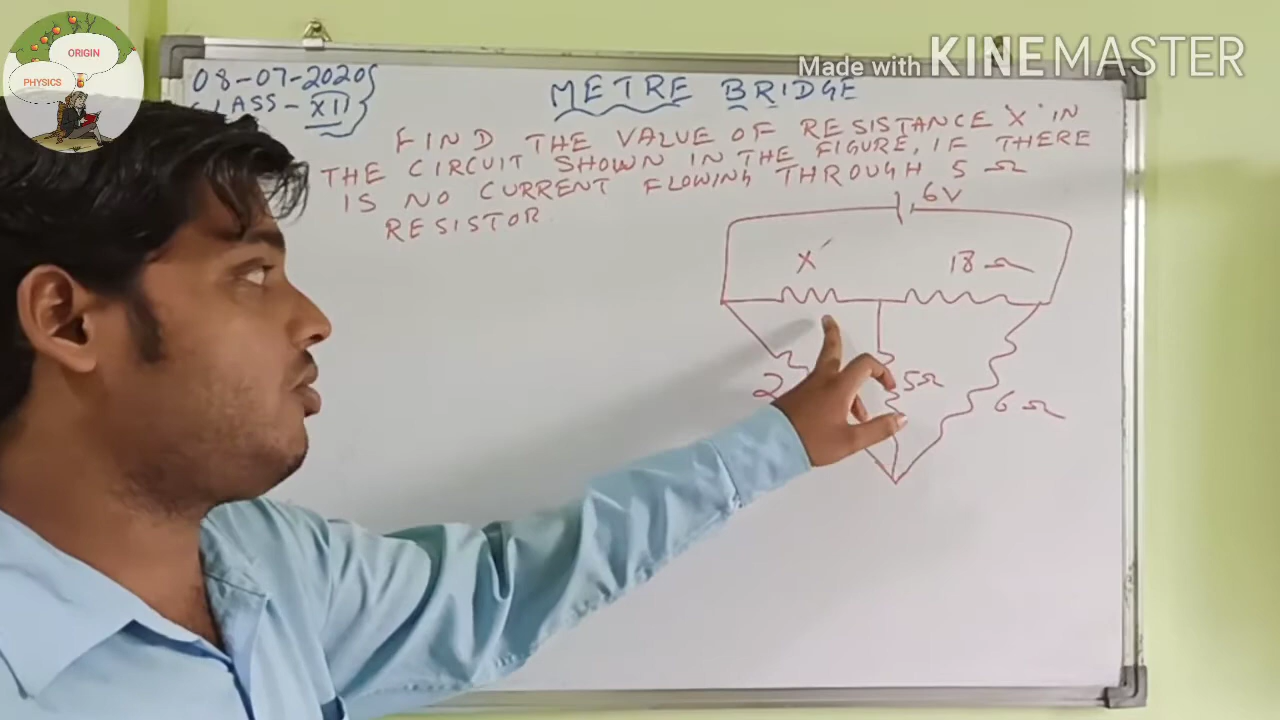 ORIGIN
PHYSICS
Made with KINEMASTER
08-07-2020
CLASS - XII
METRE BRIDGE
FIND THE VALUE OF RESISTANCE 'X' IN
THE CIRCUIT SHOWN IN THE FIGURE, IF THERE
IS NO CURRENT FLOWING THROUGH 5 Ω
RESISTOR.
6V
X
18 Ω
2
5Ω
6 Ω